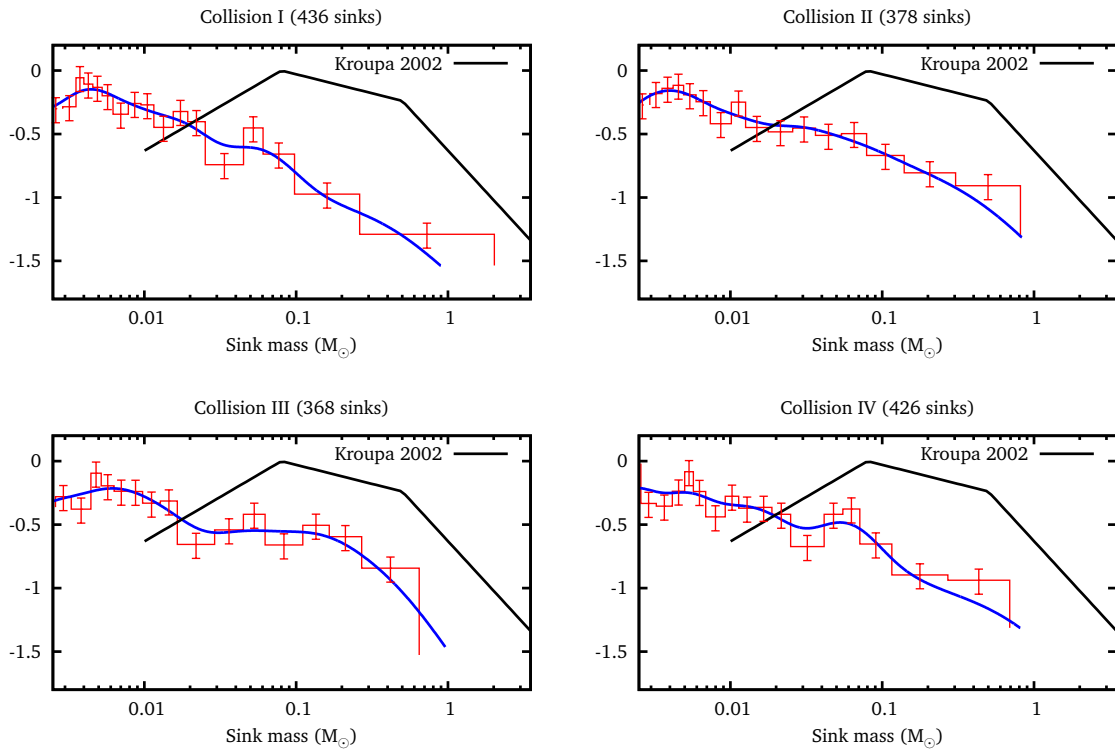 Collision I (436 sinks)
Kroupa 2002
0
-0.5
-1
-1.5
0.01 0.1 1
Sink mass (M☉)
Collision II (378 sinks)
Kroupa 2002
0
-0.5
-1
-1.5
0.01 0.1 1
Sink mass (M☉)
Collision III (368 sinks)
Kroupa 2002
0
-0.5
-1
-1.5
0.01 0.1 1
Sink mass (M☉)
Collision IV (426 sinks)
Kroupa 2002
0
-0.5
-1
-1.5
0.01 0.1 1
Sink mass (M☉)